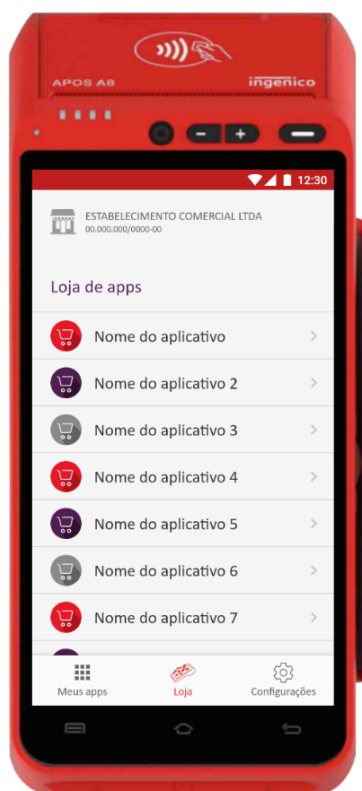 APOS A8
ingenico
12:30
ESTABELECIMENTO COMERCIAL LTDA
00.000.000/0000-00
Loja de apps
Nome do aplicativo
Nome do aplicativo 2
Nome do aplicativo 3
Nome do aplicativo 4
Nome do aplicativo 5
Nome do aplicativo 6
Nome do aplicativo 7
Meus apps
Loja
Configurações